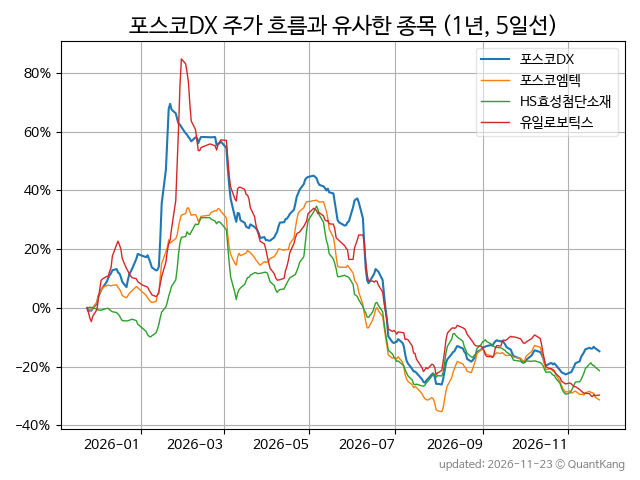 포스코DX 주가 흐름과 유사한 종목 (1년, 5일선)
포스코DX
포스코엠텍
HS효성첨단소재
유일로보틱스
80%
60%
40%
20%
0%
−20%
−40%
2026-01
2026-03
2026-05
2026-07
2026-09
2026-11
updated: 2026-11-23 © QuantKang